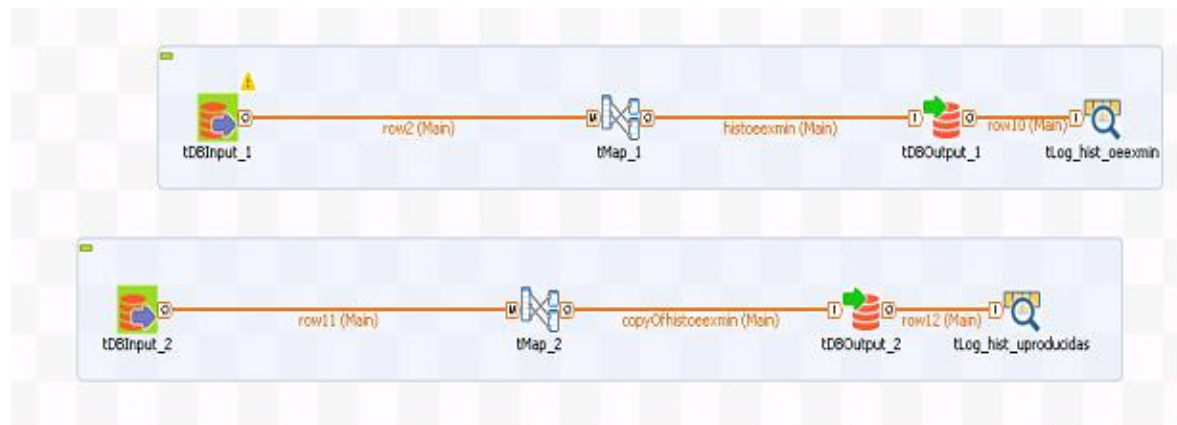 row2 (Main)
histoeexmin (Main)
row10 (Main)
tDBInput_1
tMap_1
tDBOutput_1
tLog_hist_oeexmin
row11 (Main)
copyOfhistoeexmin (Main)
row12 (Main)
tDBInput_2
tMap_2
tDBOutput_2
tLog_hist_uproducidas